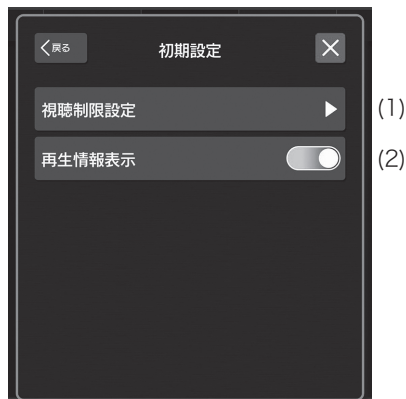 戻る
初期設定
視聴制限設定
(1)
再生情報表示
(2)